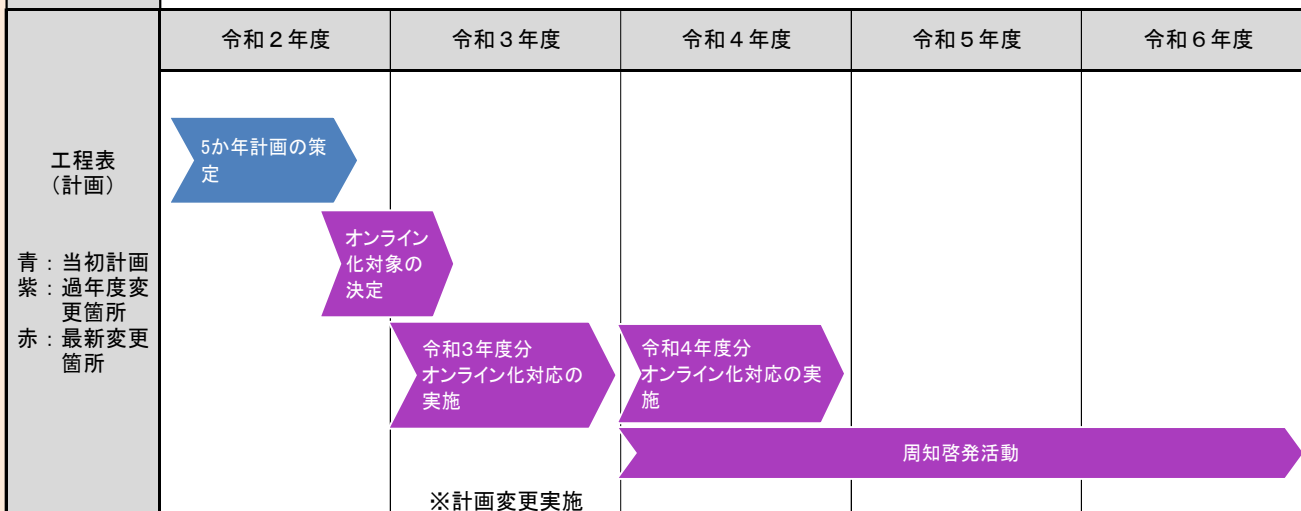 令和２年度
令和３年度
令和４年度
令和５年度
令和６年度
工程表
（計画）
青：当初計画
紫：過年度変
更箇所
赤：最新変更
箇所
5か年計画の策
定
オンライン
化対象の
決定
令和3年度分
オンライン化対応の
実施
令和4年度分
オンライン化対応の実
施
周知啓発活動
※計画変更実施